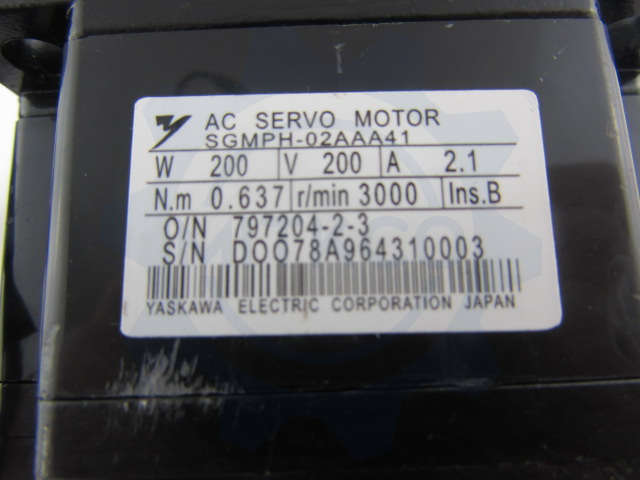 AC SERVO MOTOR
SGMPH-02AAA41
W 200 V 200 A 2.1
N.m 0.637 r/min 3000 Ins.B
O/N 797204-2-3
S/N D0078A964310003
YASKAWA ELECTRIC CORPORATION JAPAN